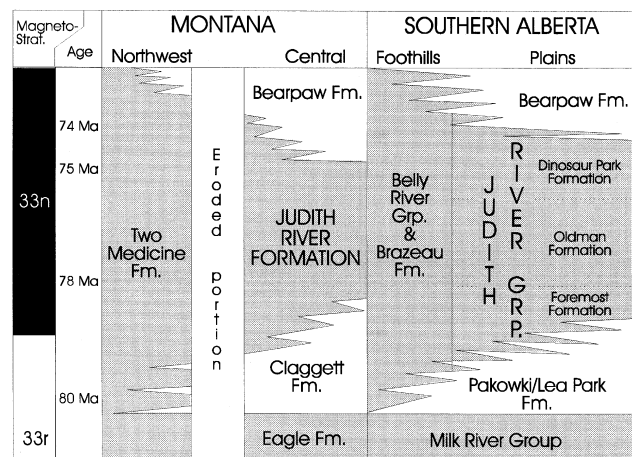 Magneto-
Strat.
Age
MONTANA
Northwest
Central
SOUTHERN ALBERTA
Foothills
Plains
33n
33r
74 Ma
75 Ma
78 Ma
80 Ma
Two
Medicine
Fm.
Eroded portion
Bearpaw Fm.
JUDITH
RIVER
FORMATION
Claggett
Fm.
Eagle Fm.
Belly
River
Grp.
&
Brazeau
Fm.
JUDITH
RIVER GRP.
Bearpaw Fm.
Dinosaur Park
Formation
Oldman
Formation
Foremost
Formation
Pakowki/Lea Park
Fm.
Milk River Group